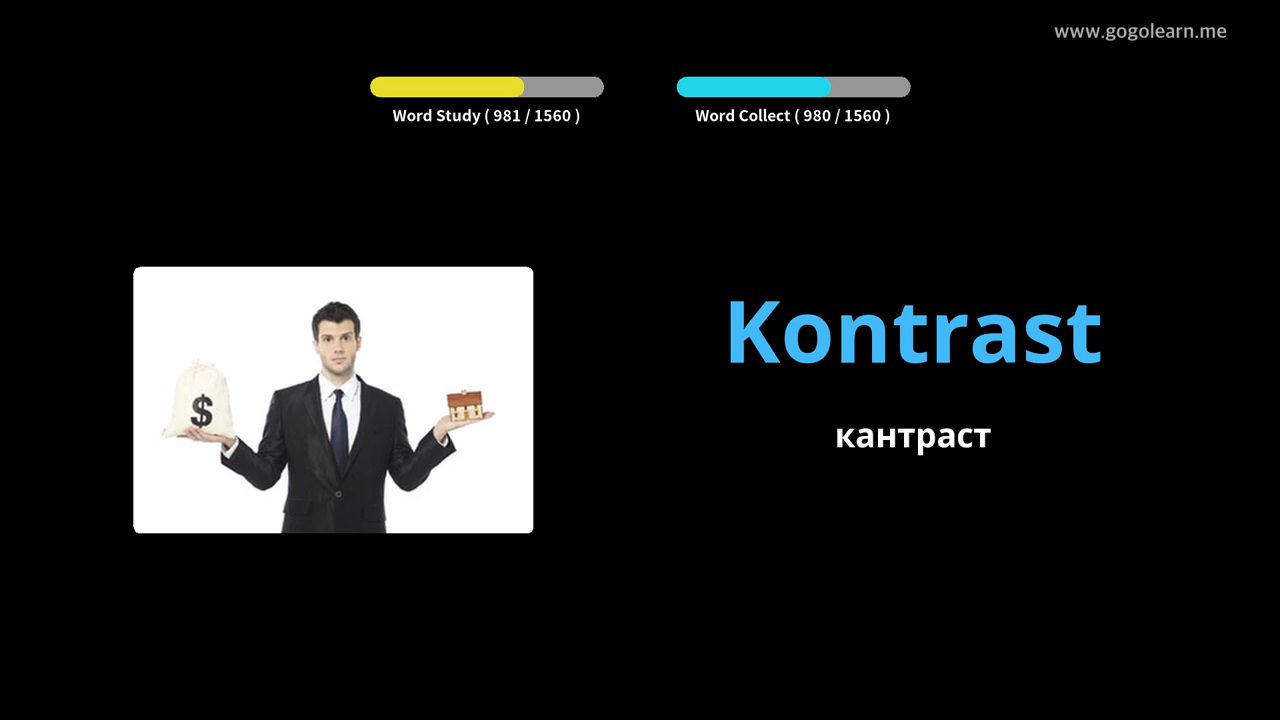 www.gogolearn.me
Word Study ( 981 / 1560 )
Word Collect ( 980 / 1560 )
$
Kontrast
кантраст